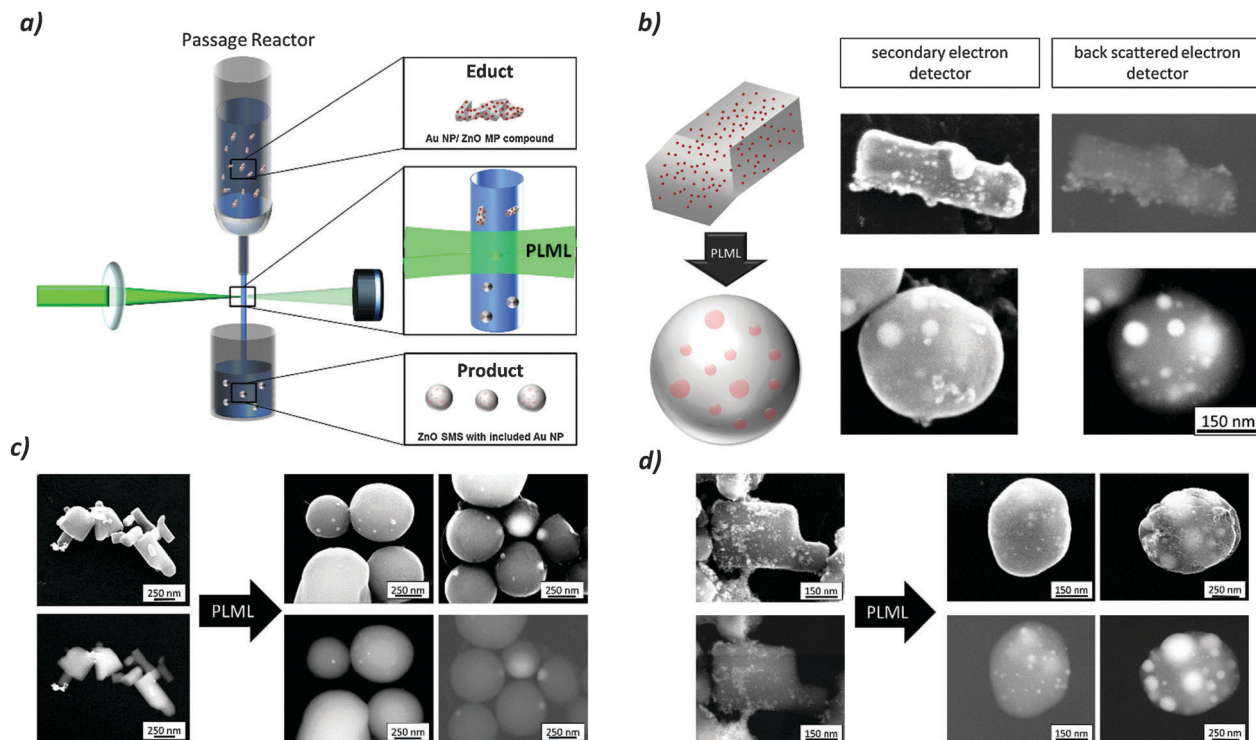 a)
Passage Reactor
Educt
Au NP/ ZnO MP compound
PLML
Product
ZnO SMS with included Au NP
b)
secondary electron
detector
back scattered electron
detector
PLML
150 nm
c)
250 nm
250 nm
250 nm
PLML
250 nm
250 nm
250 nm
d)
150 nm
150 nm
250 nm
PLML
150 nm
150 nm
250 nm